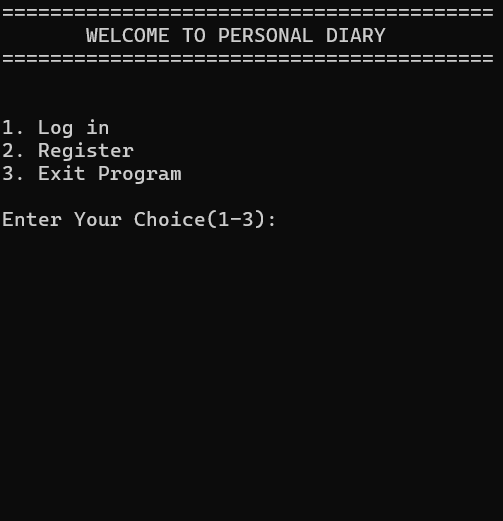 =========================================
WELCOME TO PERSONAL DIARY
=========================================
1. Log in
2. Register
3. Exit Program
Enter Your Choice(1-3):